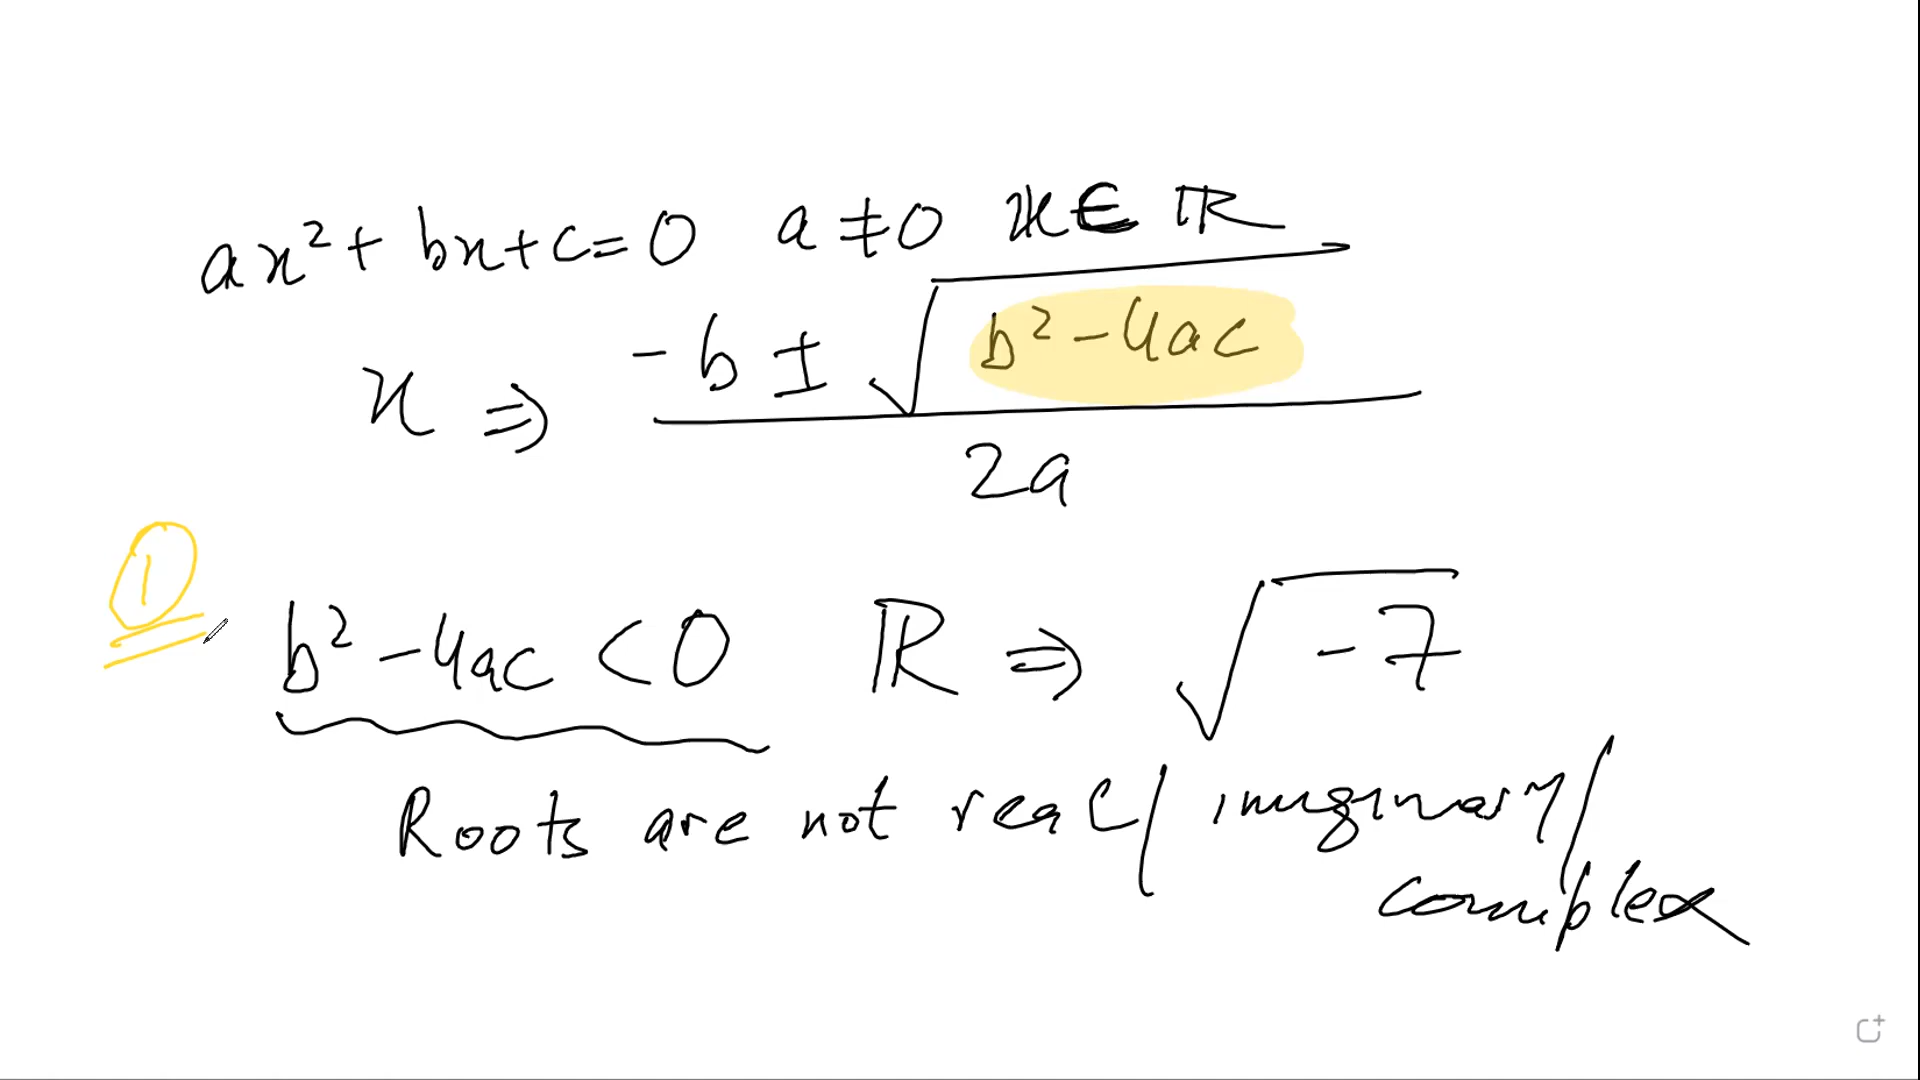 ax² + bx + c = 0 a ≠ 0 x ∈ ℝ
x ⇒ -b ± √(b² - 4ac) / 2a
①
b² - 4ac < 0 ℝ ⇒ √-7
Roots are not real / imaginary /
complex